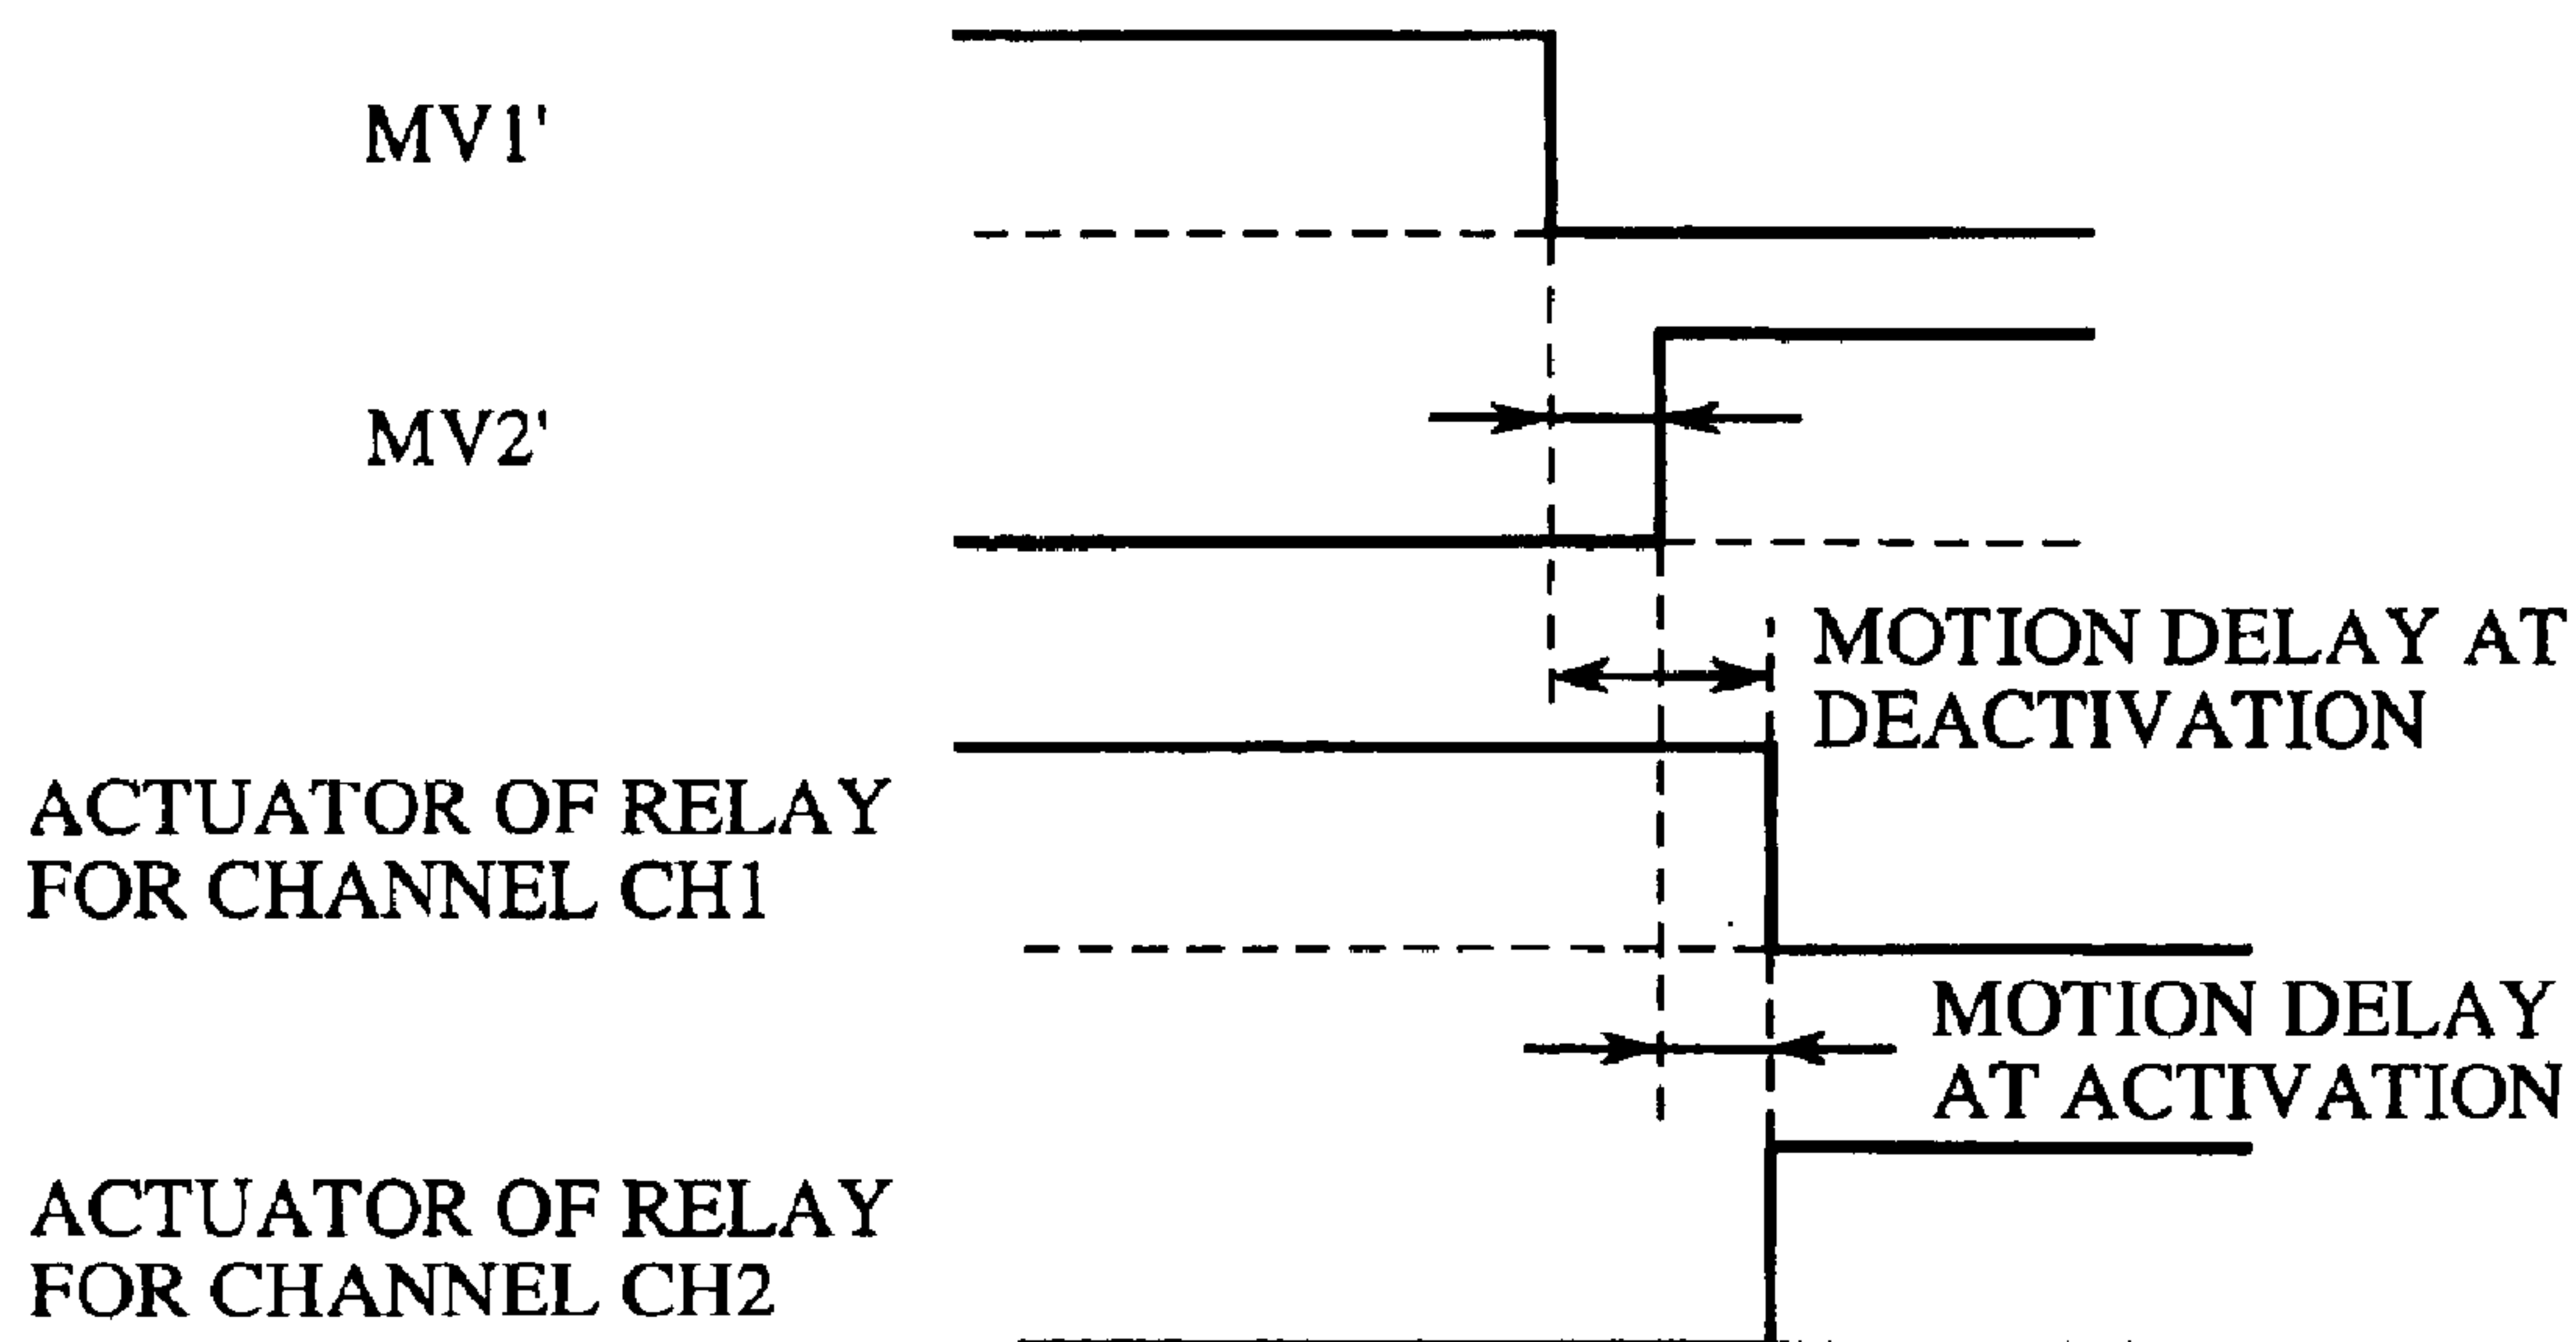 MV1'
MV2'
MOTION DELAY AT
DEACTIVATION
ACTUATOR OF RELAY
FOR CHANNEL CH1
MOTION DELAY
AT ACTIVATION
ACTUATOR OF RELAY
FOR CHANNEL CH2